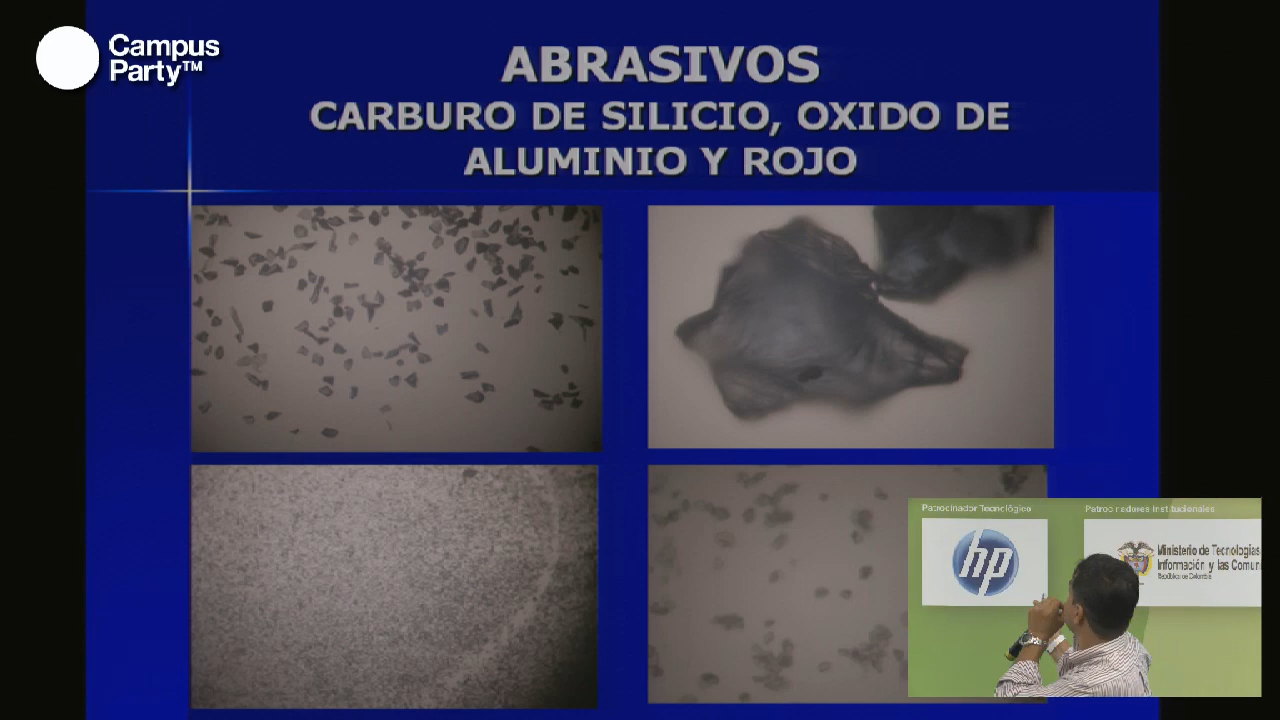 Campus
Party™
ABRASIVOS
CARBURO DE SILICIO, OXIDO DE
ALUMINIO Y ROJO
Patrocinador Tecnológico
Patrocinadores Institucionales
hp
Ministerio de Tecnologías
Información y las Comuni
República de Colombia